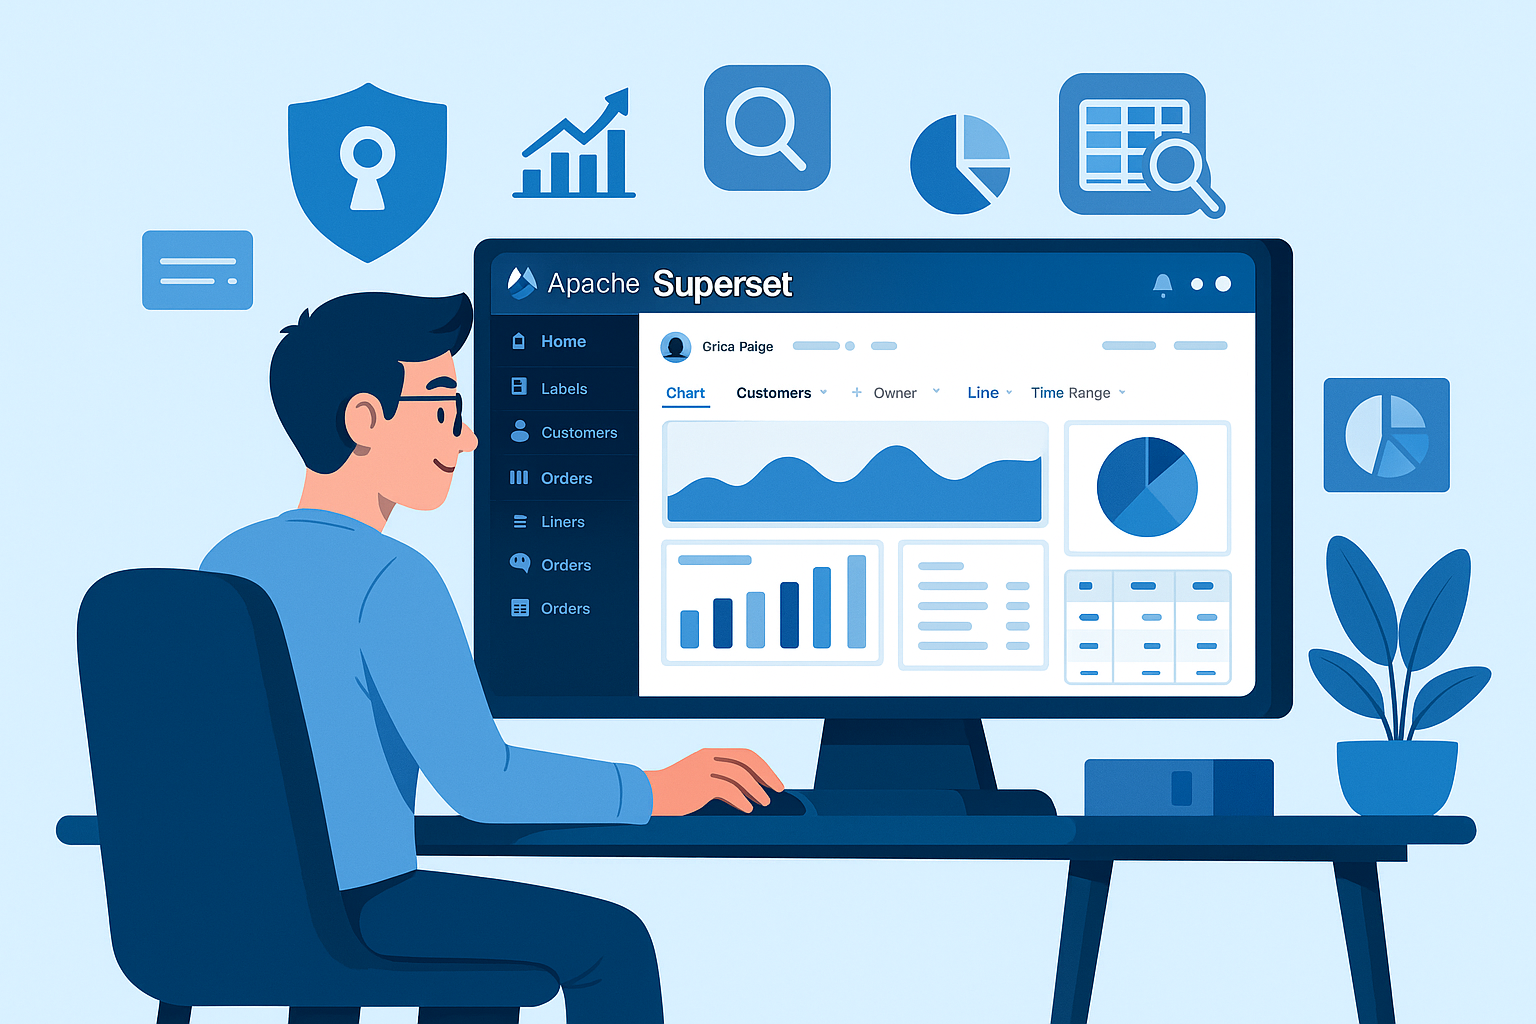 Apache Superset
Home
Labels
Customers
Orders
Liners
Orders
Orders
Grica Paige
Chart Customers + Owner Line Time Range